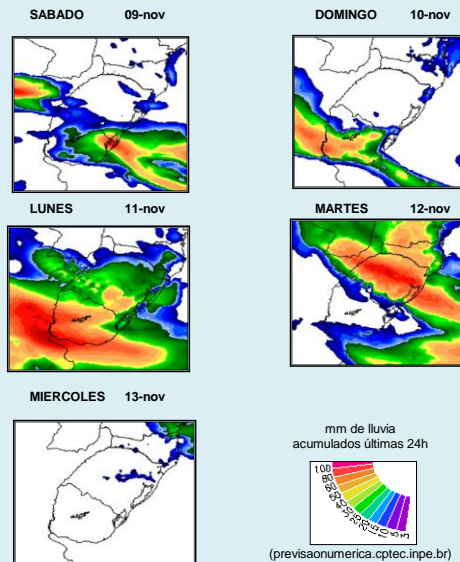 SABADO 09-nov
DOMINGO 10-nov
LUNES 11-nov
MARTES 12-nov
MIERCOLES 13-nov
mm de lluvia
acumulados últimas 24h
100
(previsaonumerica.cptec.inpe.br)